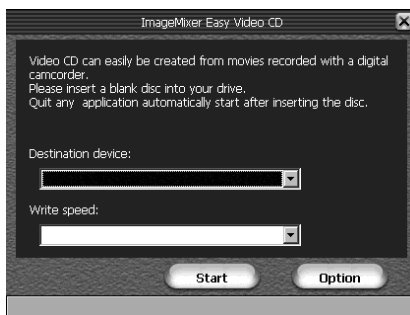 ImageMixer Easy Video CD
Video CD can easily be created from movies recorded with a digital
camcorder.
Please insert a blank disc into your drive.
Quit any application automatically start after inserting the disc.
Destination device:
Write speed:
Start
Option